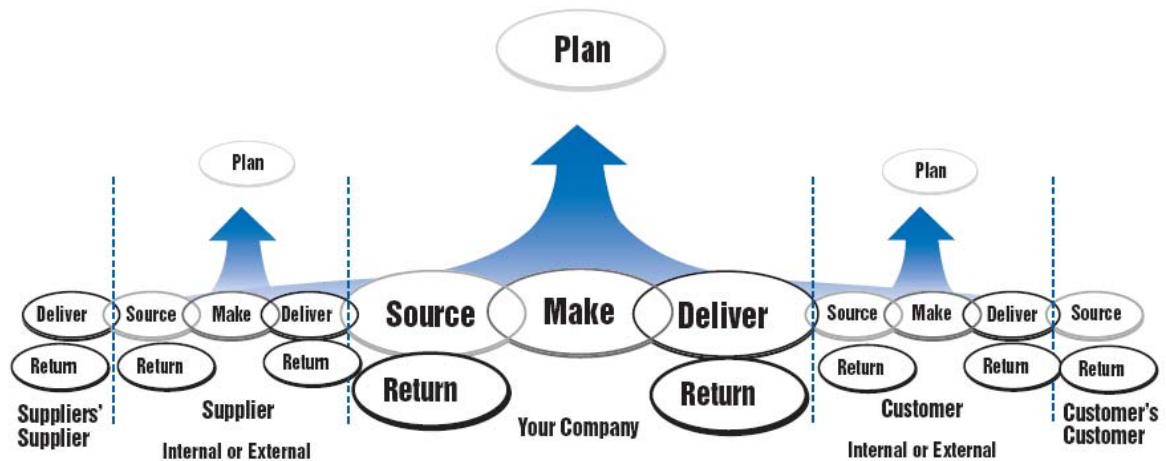 Plan
Plan
Plan
Deliver
Source
Make
Deliver
Source
Make
Deliver
Source
Make
Deliver
Source
Return
Return
Return
Return
Return
Return
Return
Return
Suppliers'
Supplier
Supplier
Internal or External
Your Company
Customer
Internal or External
Customer's
Customer